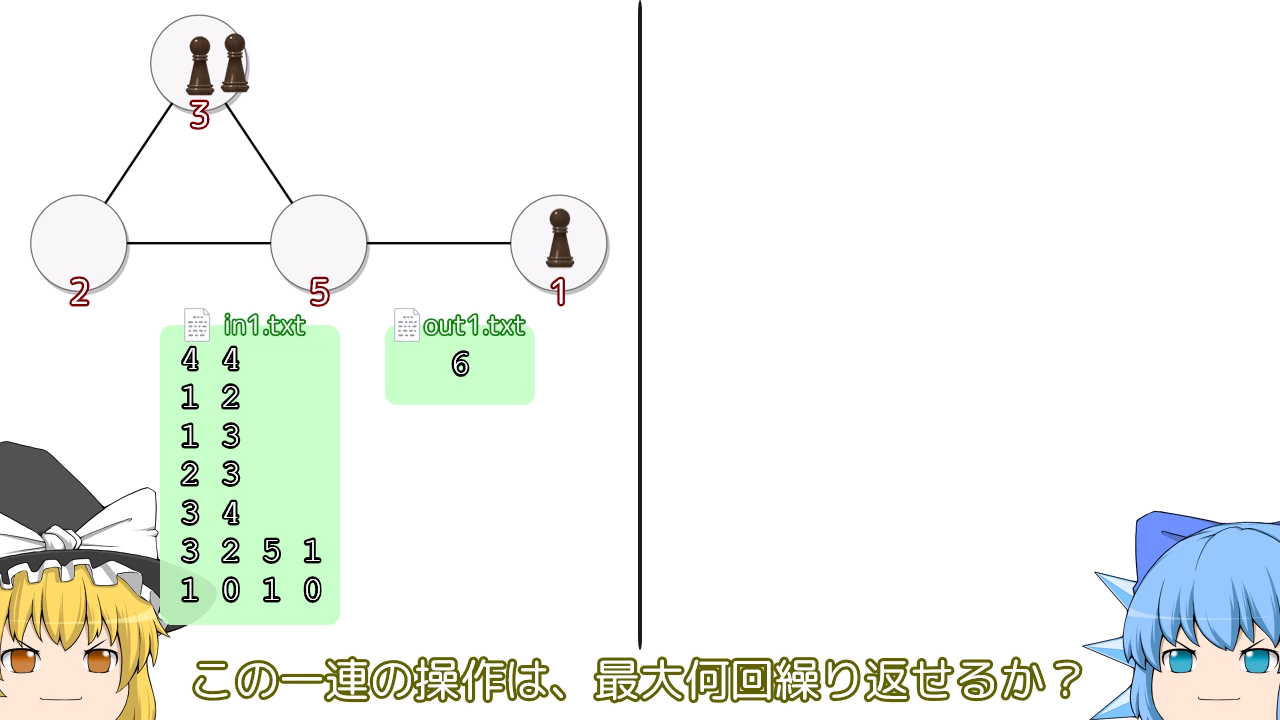 3
2 5 1
in1.txt
4 4
1 2
1 3
2 3
3 4
3 2 5 1
1 0 1 0
out1.txt
6
この一連の操作は、最大何回繰り返せるか？